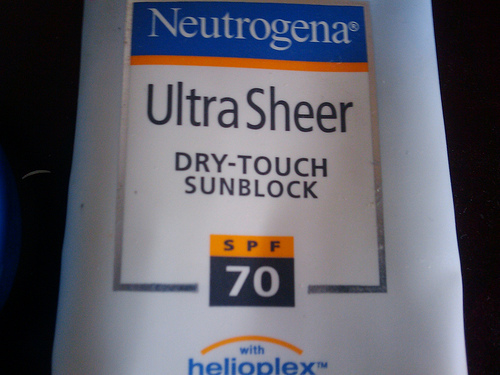 Neutrogena®
Ultra Sheer
DRY-TOUCH
SUNBLOCK
SPF
70
with
helioplex™